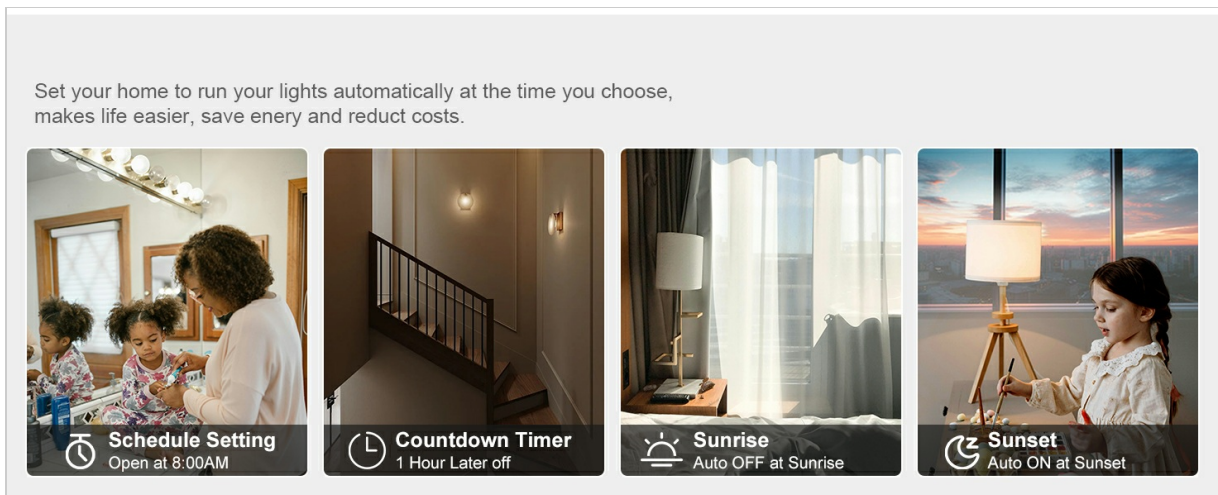 Set your home to run your lights automatically at the time you choose,
makes life easier, save enery and reduct costs.
Schedule Setting
Open at 8:00AM
Countdown Timer
1 Hour Later off
Sunrise
Auto OFF at Sunrise
Sunset
Auto ON at Sunset